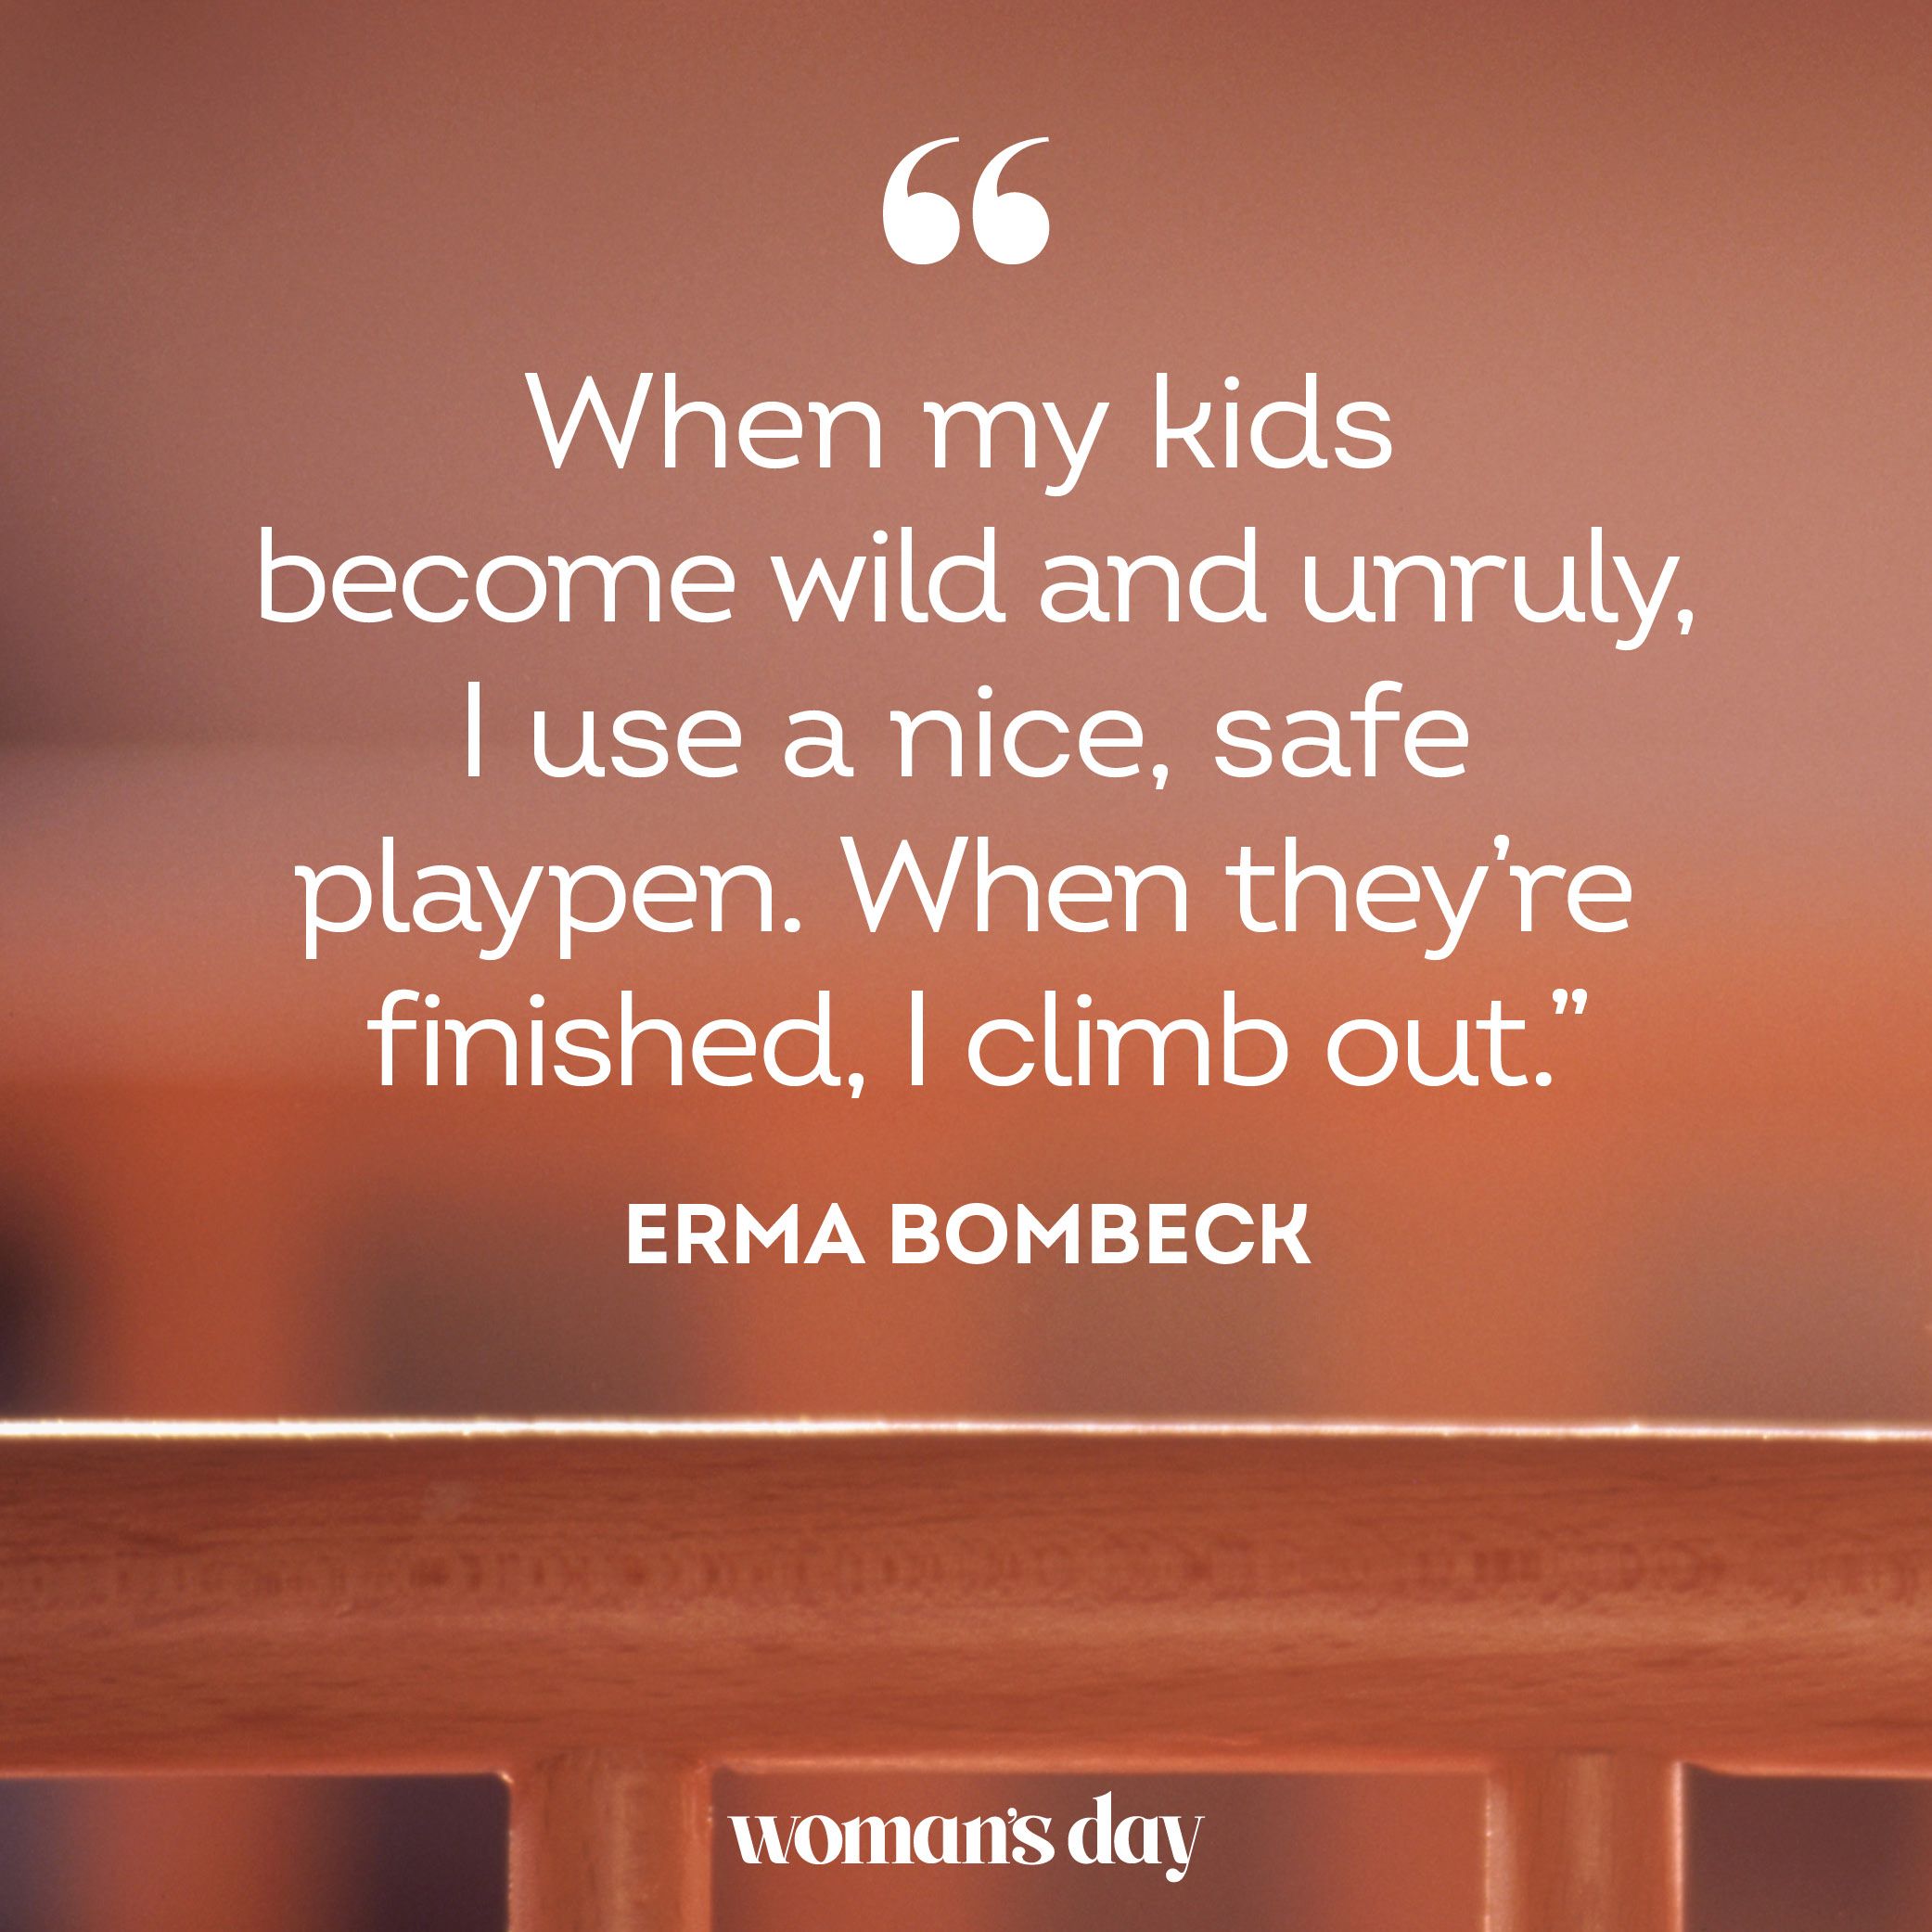 “
When my kids
become wild and unruly,
I use a nice, safe
playpen. When they’re
finished, I climb out.”
ERMA BOMBECK
woman’s day